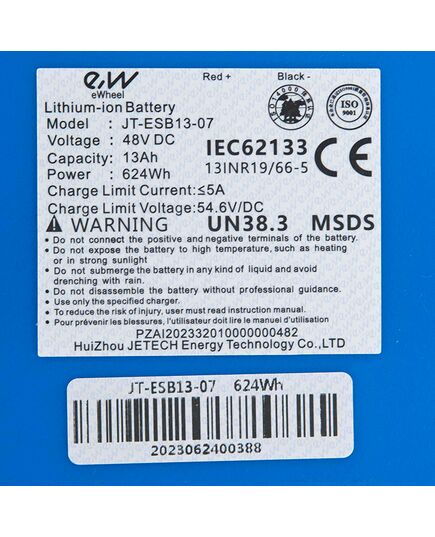 ew
eWheel
Red + Black -
Lithium-ion Battery
Model : JT-ESB13-07
Voltage : 48V DC
Capacity: 13Ah
Power : 624Wh
IEC62133
13INR19/66-5
CE
ISO14000
ISO
9001
Charge Limit Current:≤5A
Charge Limit Voltage:54.6V/DC
WARNING UN38.3 MSDS
• Do not connect the positive and negative terminals of the battery.
• Do not expose the battery to high temperature, such as heating
or in strong sunlight
• Do not submerge the battery in any kind of liquid and avoid
drenching with rain.
• Do not disassemble the battery without professional guidance.
• Use only the specified charger.
• To reduce the risk of injury, user must read instruction manual.
• Pour prévenir les blessures, l'utilisateur doit lire le manuel d'utilisation!
PZAI202332010000000482
HuiZhou JETECH Energy Technology Co.,LTD
JT-ESB13-07 624Wh
2023062400388